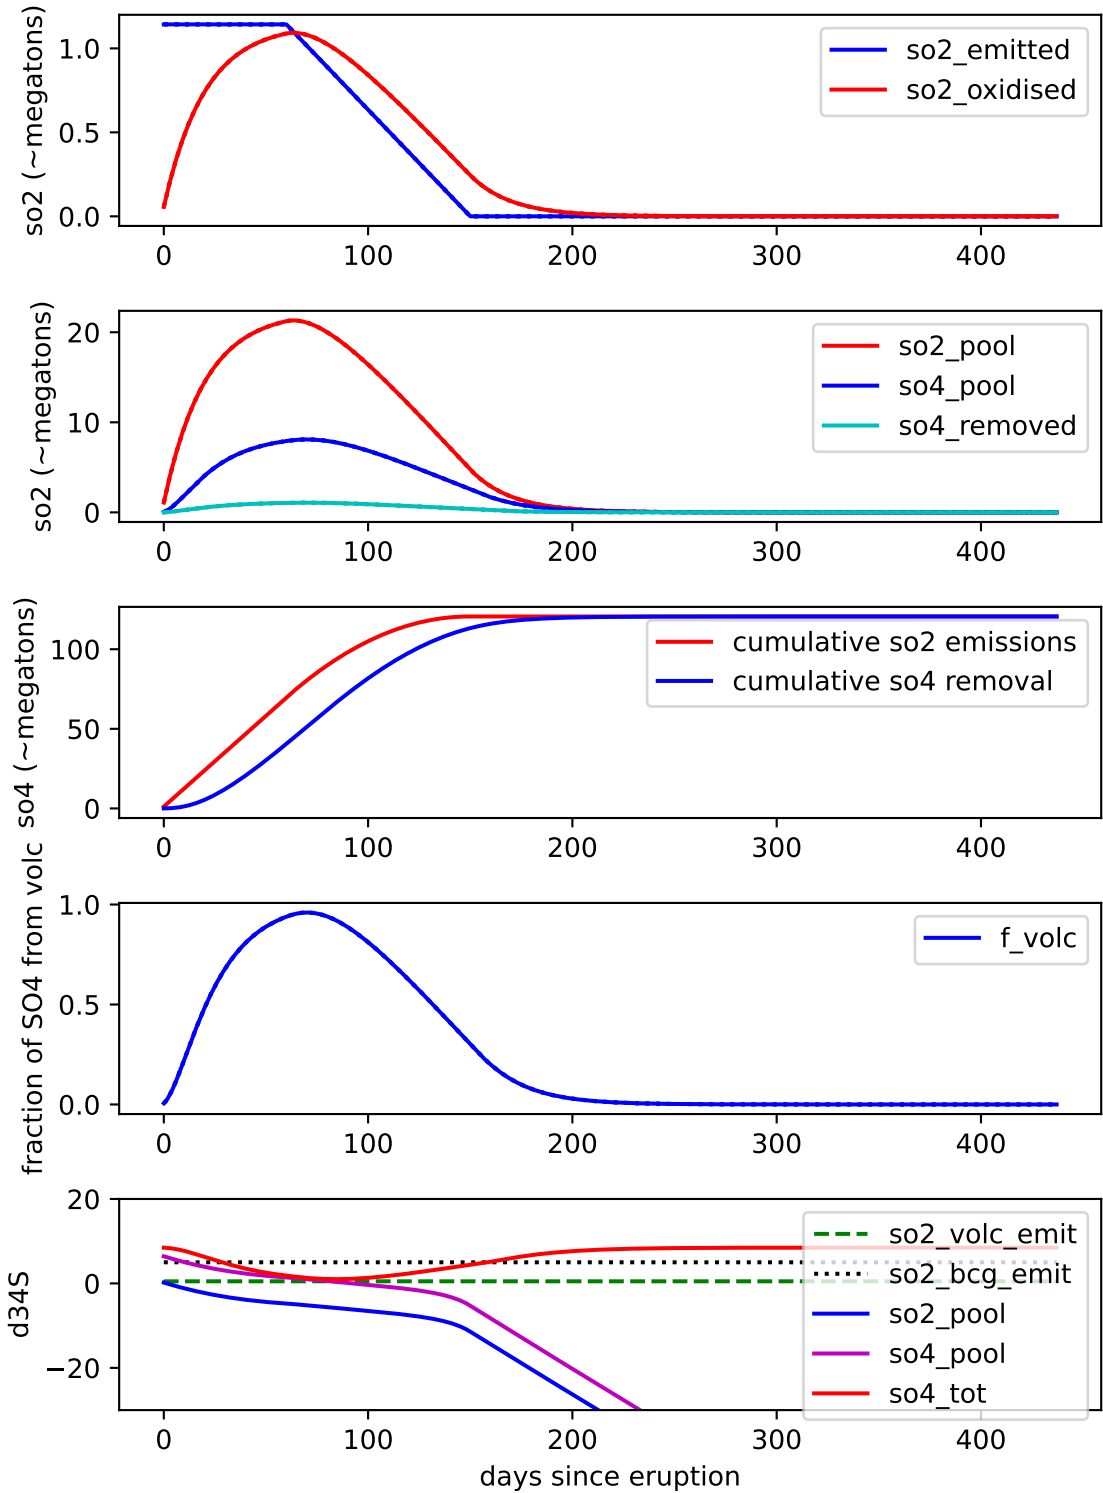 so2 (~megatons)
1.0
0.5
0.0
so2_emitted
so2_oxidised
0 100 200 300 400
so2 (~megatons)
20
10
0
so2_pool
so4_pool
so4_removed
0 100 200 300 400
so4 (~megatons)
100
50
0
cumulative so2 emissions
cumulative so4 removal
0 100 200 300 400
fraction of SO4 from volc
1.0
0.5
0.0
f_volc
0 100 200 300 400
d34S
20
0
−20
so2_volc_emit
so2_bcg_emit
so2_pool
so4_pool
so4_tot
0 100 200 300 400
days since eruption